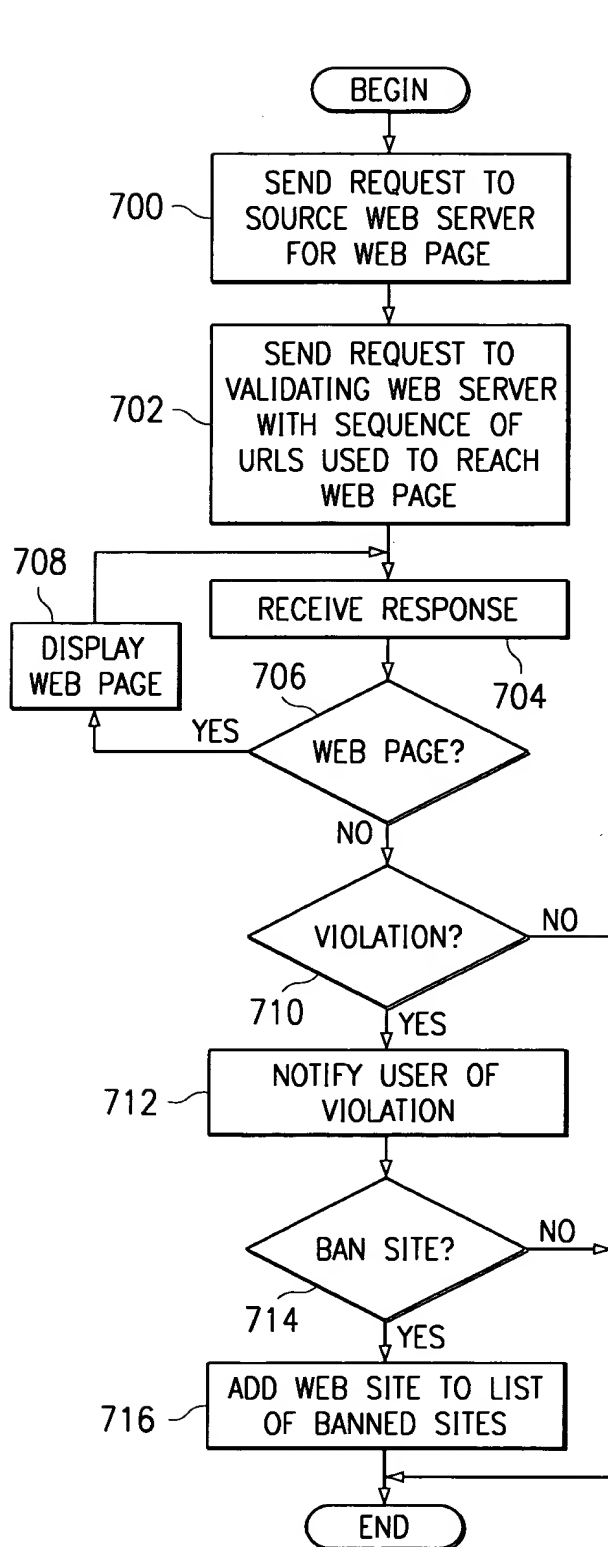 BEGIN
700
SEND REQUEST TO
SOURCE WEB SERVER
FOR WEB PAGE
702
SEND REQUEST TO
VALIDATING WEB SERVER
WITH SEQUENCE OF
URLS USED TO REACH
WEB PAGE
708
DISPLAY
WEB PAGE
RECEIVE RESPONSE
704
706
WEB PAGE?
YES
NO
VIOLATION?
NO
710
YES
712
NOTIFY USER OF
VIOLATION
BAN SITE?
NO
714
YES
716
ADD WEB SITE TO LIST
OF BANNED SITES
END